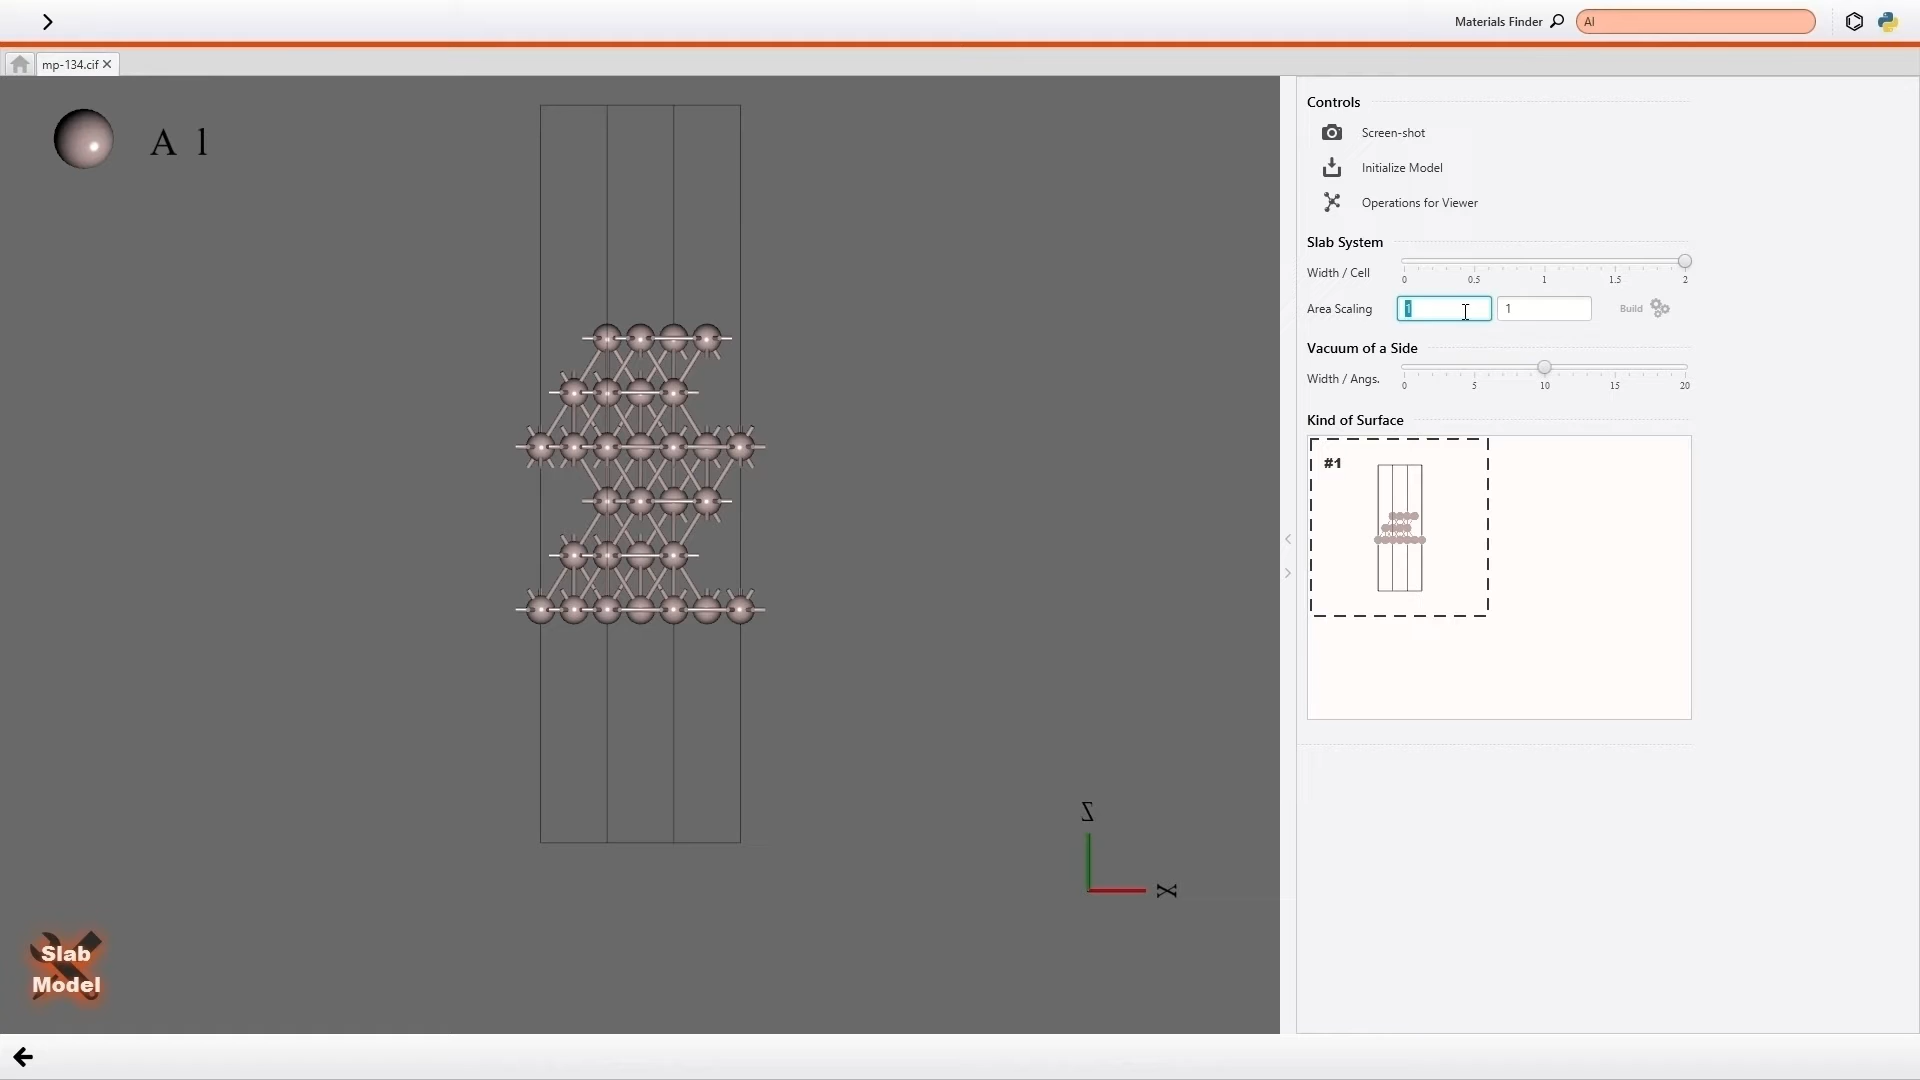 Materials Finder
Al
mp-134.cif
A l
Controls
Screen-shot
Initialize Model
Operations for Viewer
Slab System
Width / Cell
0 0.5 1 1.5 2
Area Scaling 1 1 Build
Vacuum of a Side
Width / Angs.
0 5 10 15 20
Kind of Surface
#1
Z
X
Slab
Model